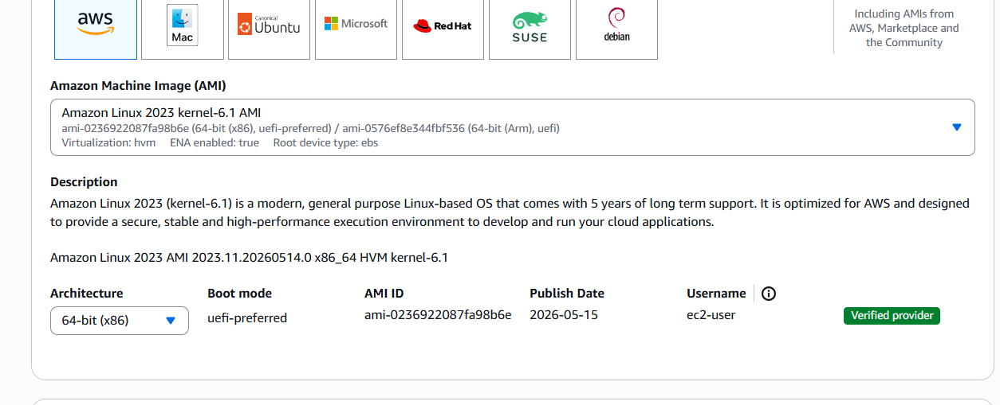 aws
Mac
Canonical
Ubuntu
Microsoft
Red Hat
SUSE
debian
Including AMIs from
AWS, Marketplace and
the Community
Amazon Machine Image (AMI)
Amazon Linux 2023 kernel-6.1 AMI
ami-0236922087fa98b6e (64-bit (x86), uefi-preferred) / ami-0576ef8e344fbf536 (64-bit (Arm), uefi)
Virtualization: hvm ENA enabled: true Root device type: ebs
Description
Amazon Linux 2023 (kernel-6.1) is a modern, general purpose Linux-based OS that comes with 5 years of long term support. It is optimized for AWS and designed
to provide a secure, stable and high-performance execution environment to develop and run your cloud applications.
Amazon Linux 2023 AMI 2023.11.20260514.0 x86_64 HVM kernel-6.1
Architecture Boot mode AMI ID Publish Date Username
64-bit (x86) uefi-preferred ami-0236922087fa98b6e 2026-05-15 ec2-user Verified provider